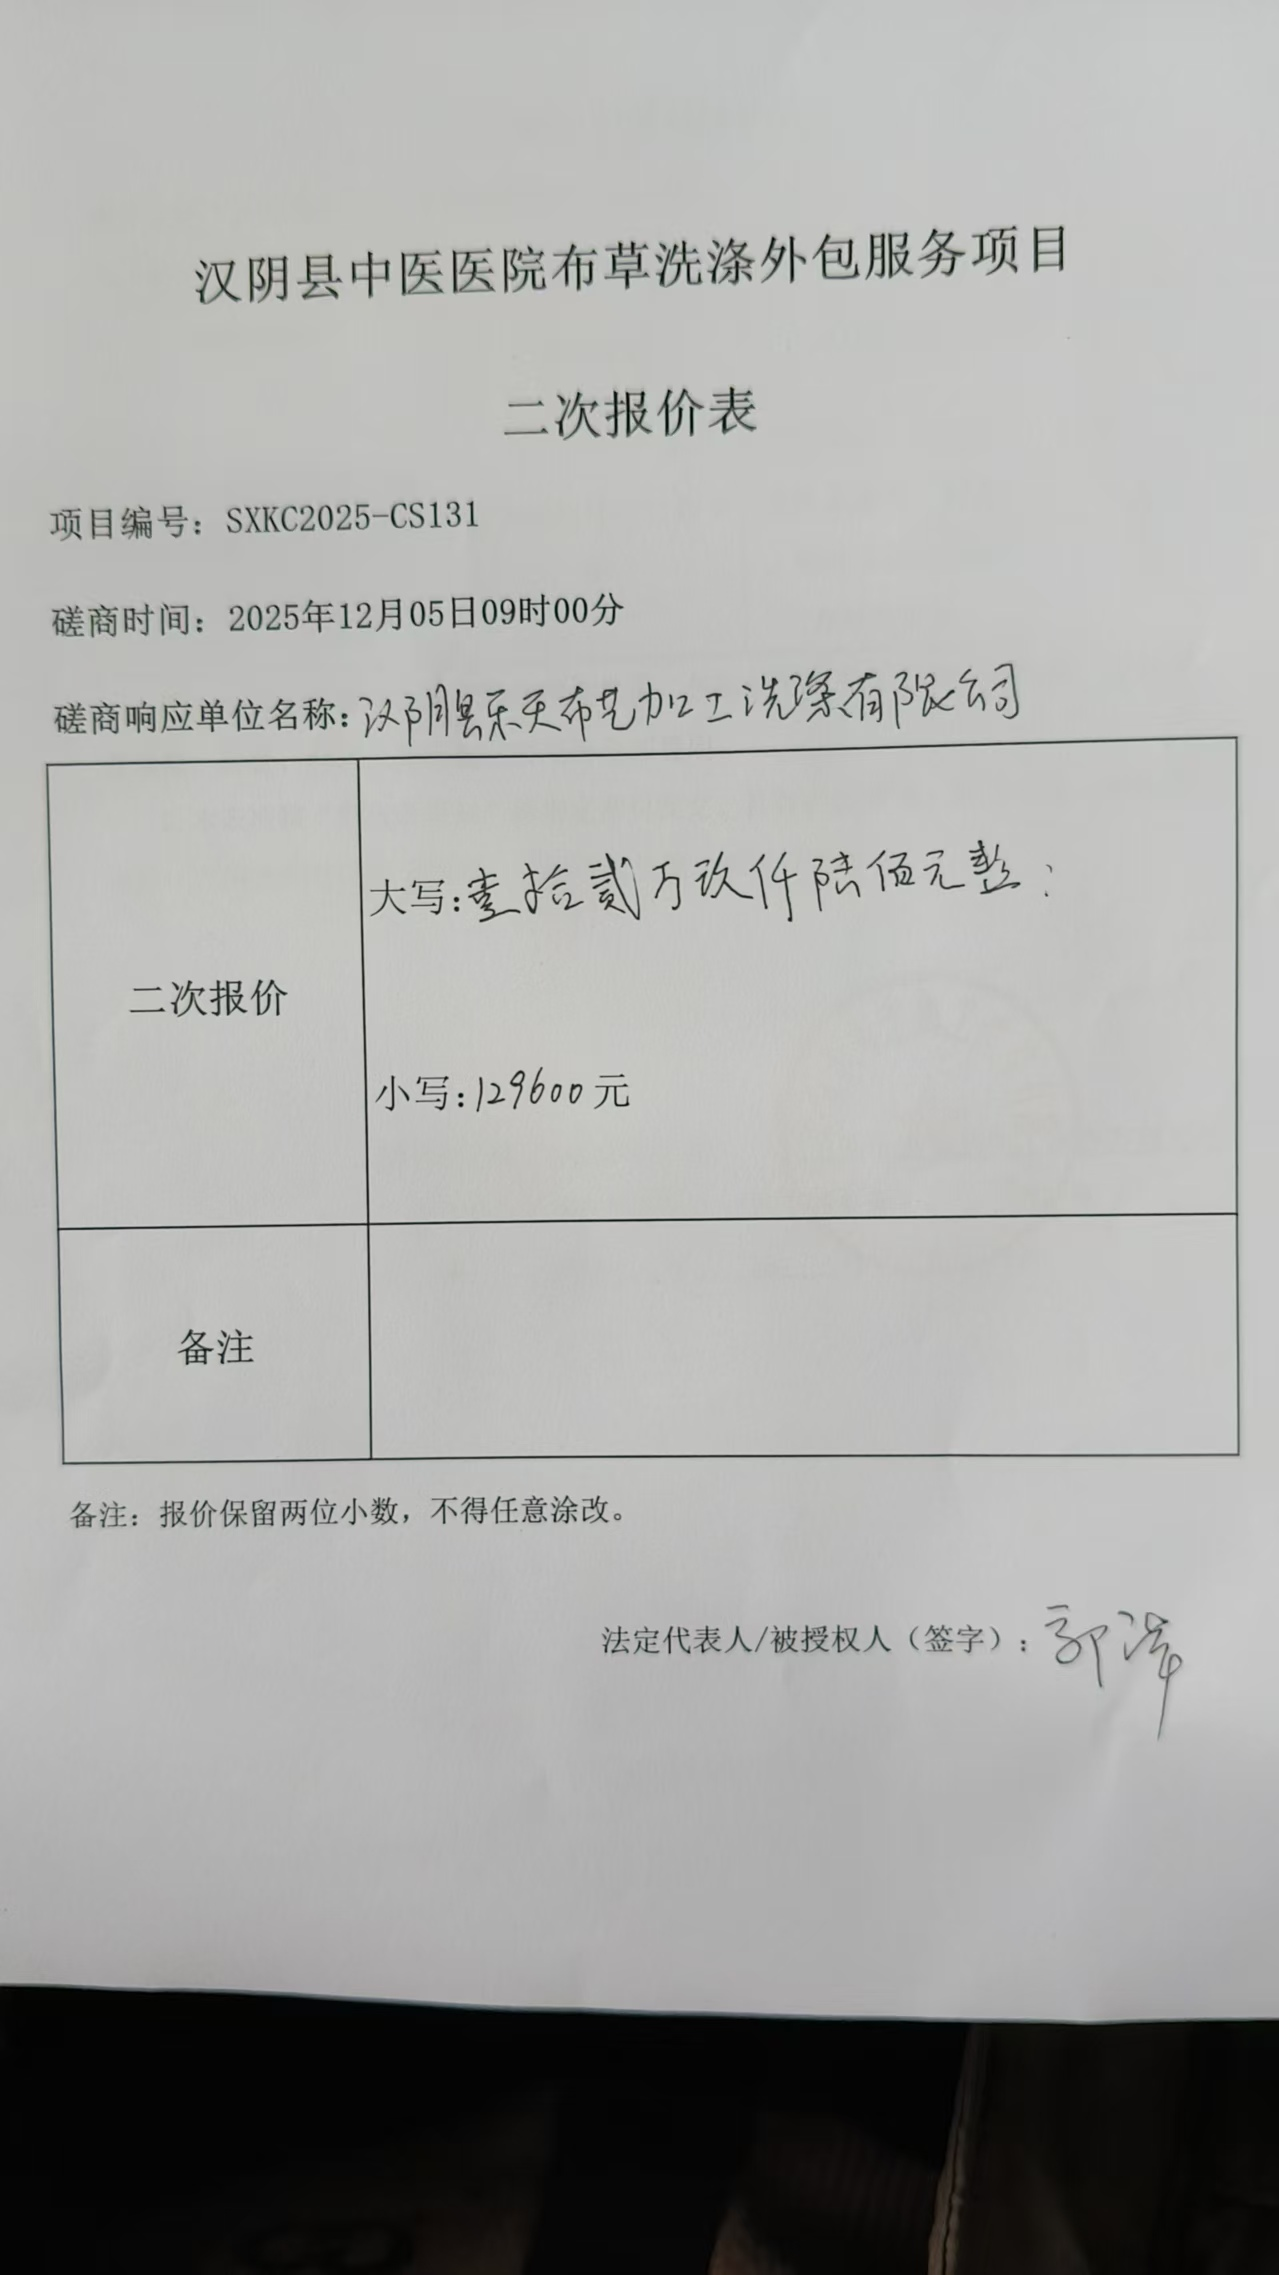 汉阴县中医医院布草洗涤外包服务项目
二次报价表
项目编号：SXKC2025-CS131
磋商时间：2025年12月05日09时00分
磋商响应单位名称：汉阴县乐天布艺加工洗涤有限公司
大写：壹拾贰万玖仟陆佰元整：
二次报价
小写：129600元
备注
备注：报价保留两位小数，不得任意涂改。
法定代表人/被授权人（签字）：郭